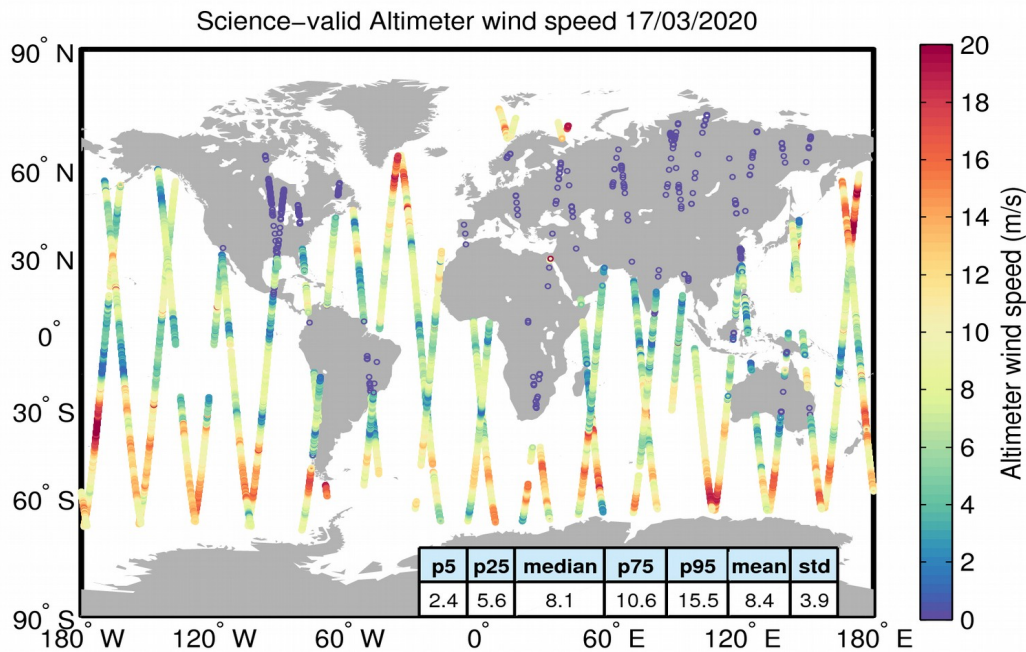 Science−valid Altimeter wind speed 17/03/2020
90° N
60° N
30° N
0°
30° S
60° S
90° S
180° W
120° W
60° W
0°
60° E
120° E
180° E
p5 p25 median p75 p95 mean std
2.4 5.6 8.1 10.6 15.5 8.4 3.9
20
18
16
14
12
10
8
6
4
2
0
Altimeter wind speed (m/s)